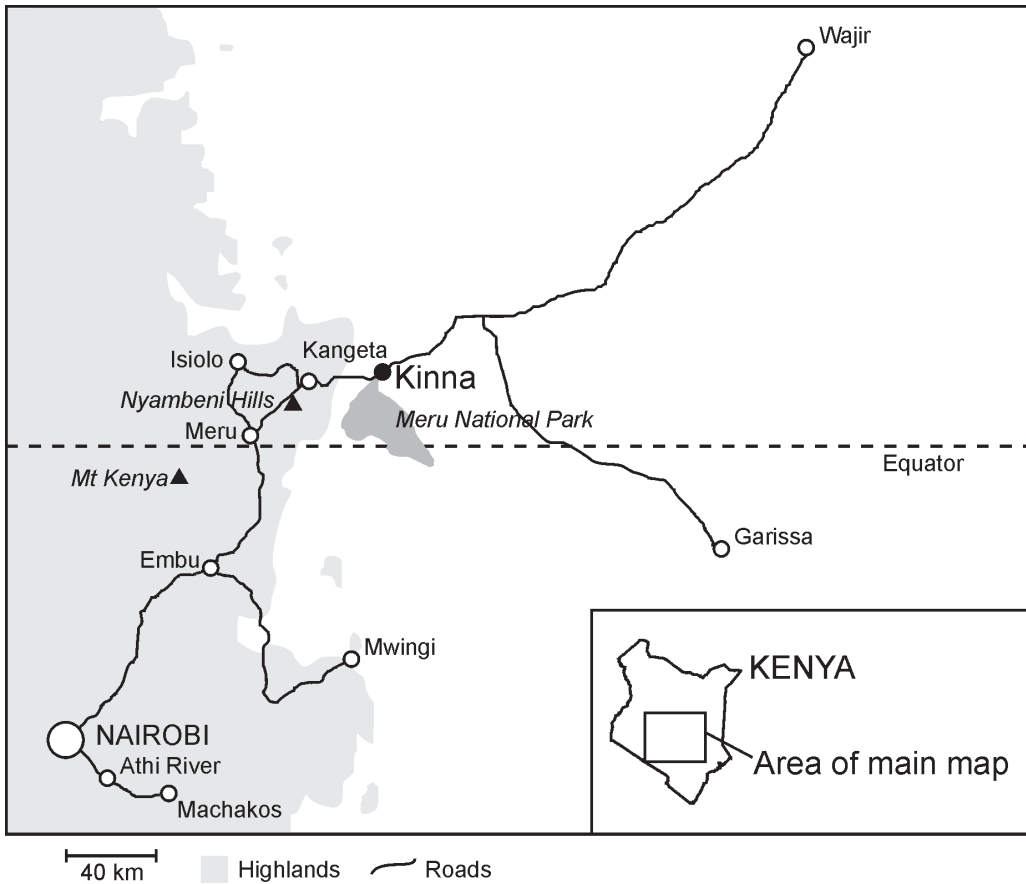 Wajir
Kangeta
Isiolo
Kinna
Nyambeni Hills
Meru National Park
Meru
Equator
Mt Kenya
Garissa
Embu
Mwingi
KENYA
NAIROBI
Area of main map
Athi River
Machakos
40 km
Highlands
Roads